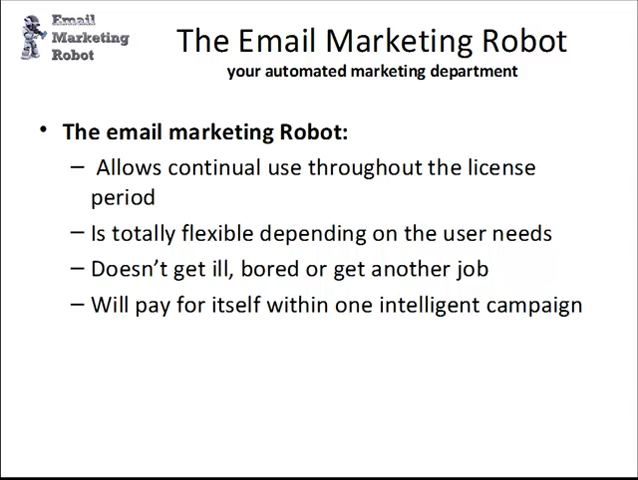 Email
Marketing
Robot
The Email Marketing Robot
your automated marketing department
• The email marketing Robot:
– Allows continual use throughout the license
period
– Is totally flexible depending on the user needs
– Doesn’t get ill, bored or get another job
– Will pay for itself within one intelligent campaign